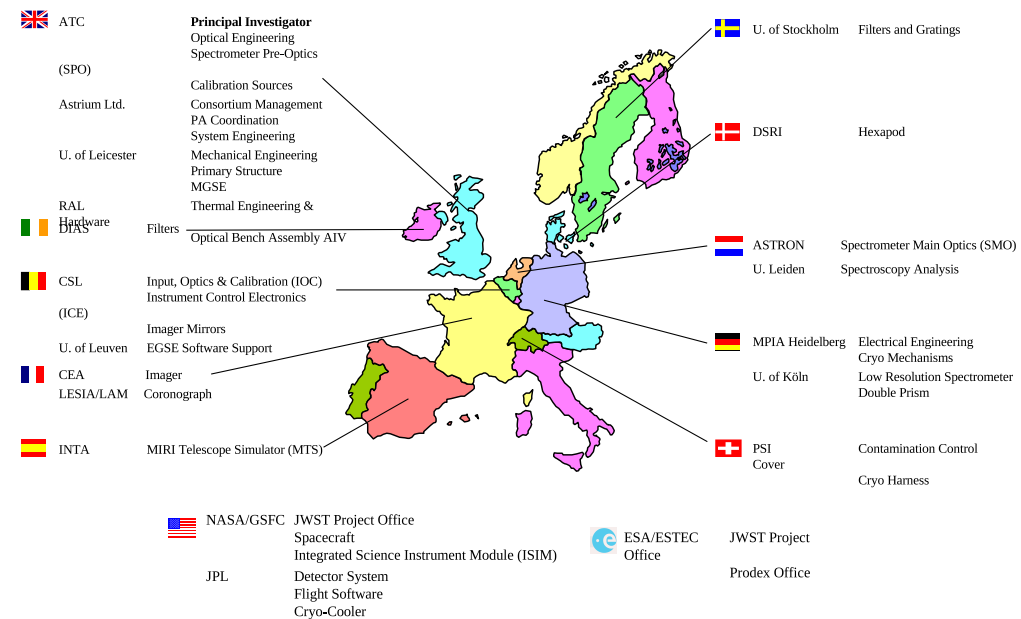 ATC Principal Investigator
Optical Engineering
Spectrometer Pre-Optics
(SPO)
Calibration Sources
Astrium Ltd. Consortium Management
PA Coordination
System Engineering
U. of Leicester Mechanical Engineering
Primary Structure
MGSE
RAL Thermal Engineering &
Hardware
DIAS Filters
Optical Bench Assembly AIV
CSL Input, Optics & Calibration (IOC)
Instrument Control Electronics
(ICE)
Imager Mirrors
U. of Leuven EGSE Software Support
CEA Imager
LESIA/LAM Coronograph
INTA MIRI Telescope Simulator (MTS)
U. of Stockholm Filters and Gratings
DSRI Hexapod
ASTRON Spectrometer Main Optics (SMO)
U. Leiden Spectroscopy Analysis
MPIA Heidelberg Electrical Engineering
Cryo Mechanisms
U. of Köln Low Resolution Spectrometer
Double Prism
PSI Contamination Control
Cover
Cryo Harness
NASA/GSFC JWST Project Office
Spacecraft
Integrated Science Instrument Module (ISIM)
JPL Detector System
Flight Software
Cryo-Cooler
ESA/ESTEC JWST Project
Office
Prodex Office